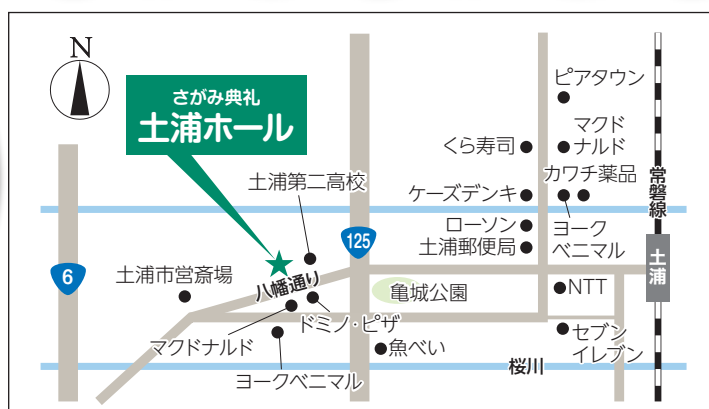 N
さがみ典礼
土浦ホール
ピアタウン
マクド
ナルド
くら寿司
カワチ薬品
土浦第二高校
ケーズデンキ
ローソン
ヨーク
ベニマル
土浦郵便局
常磐線
土浦
125
6
八幡通り
土浦市営斎場
亀城公園
NTT
ドミノ・ピザ
マクドナルド
魚べい
セブン
イレブン
ヨークベニマル
桜川